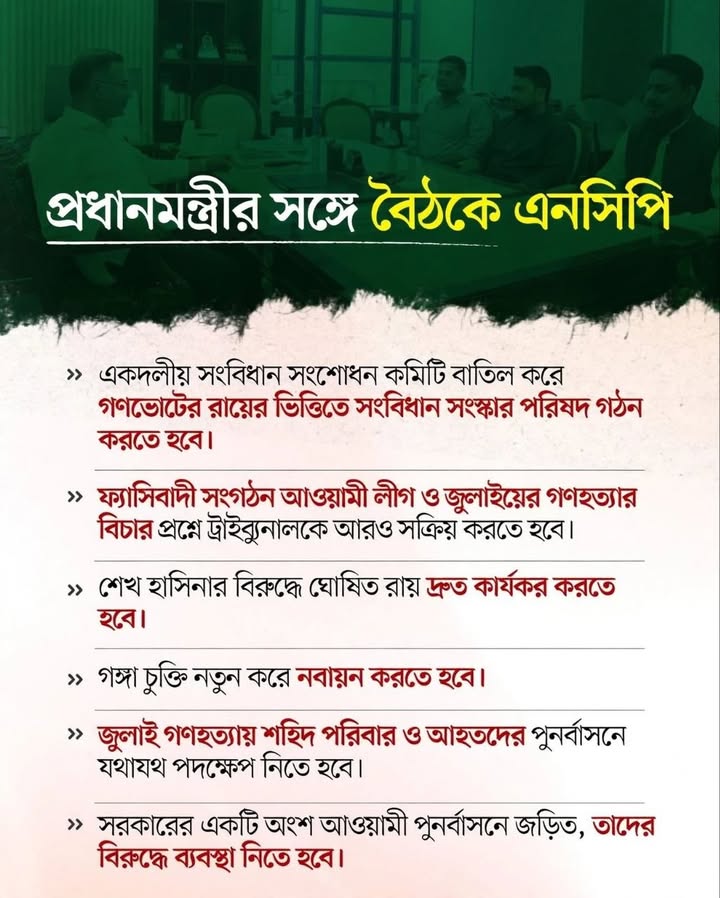 প্রধানমন্ত্রীর সঙ্গে বৈঠকে এনসিপি
» একদলীয় সংবিধান সংশোধন কমিটি বাতিল করে
গণভোটের রায়ের ভিত্তিতে সংবিধান সংস্কার পরিষদ গঠন
করতে হবে।
» ফ্যাসিবাদী সংগঠন আওয়ামী লীগ ও জুলাইয়ের গণহত্যার
বিচার প্রশ্নে ট্রাইব্যুনালকে আরও সক্রিয় করতে হবে।
» শেখ হাসিনার বিরুদ্ধে ঘোষিত রায় দ্রুত কার্যকর করতে
হবে।
» গঙ্গা চুক্তি নতুন করে নবায়ন করতে হবে।
» জুলাই গণহত্যায় শহিদ পরিবার ও আহতদের পুনর্বাসনে
যথাযথ পদক্ষেপ নিতে হবে।
» সরকারের একটি অংশ আওয়ামী পুনর্বাসনে জড়িত, তাদের
বিরুদ্ধে ব্যবস্থা নিতে হবে।